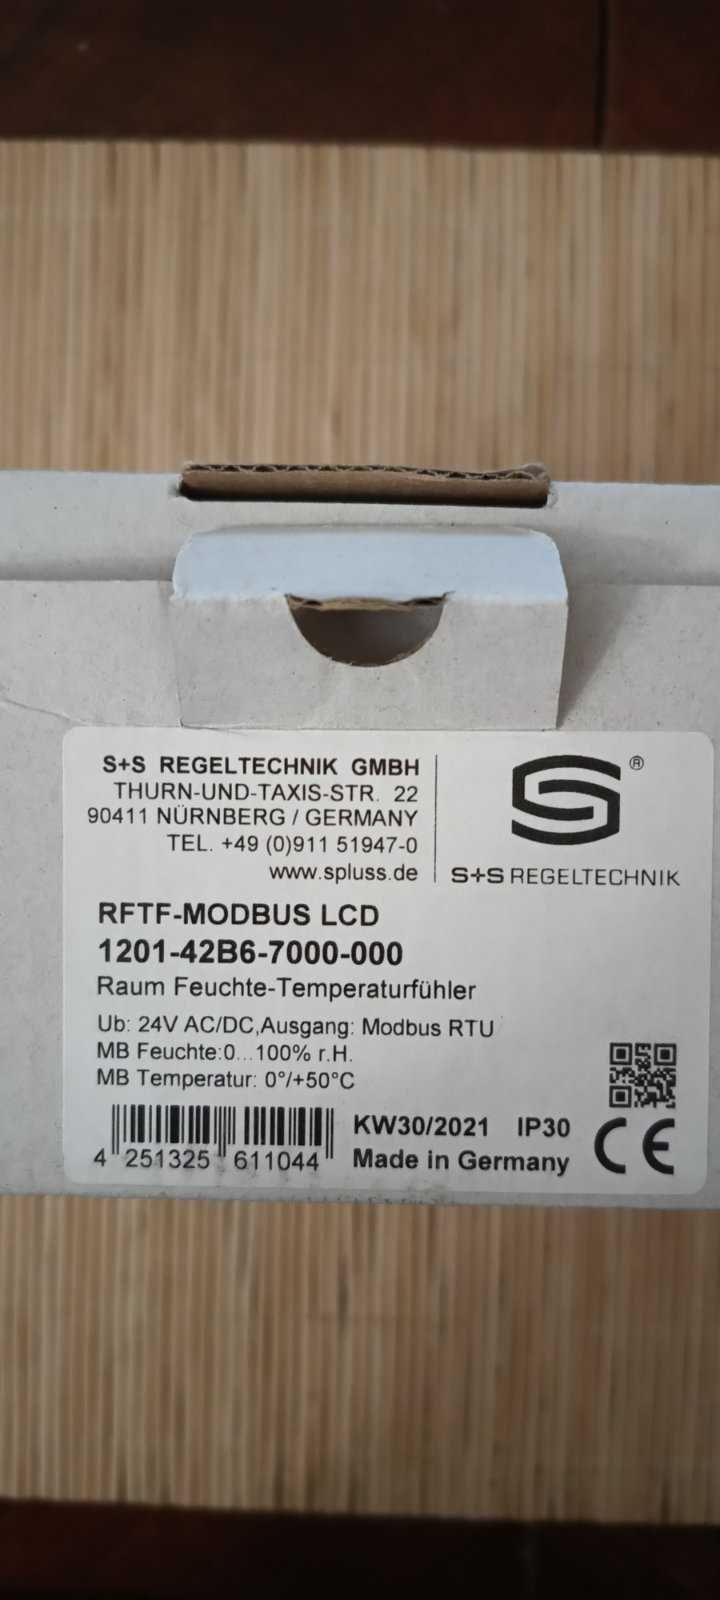 S+S REGELTECHNIK GMBH
THURN-UND-TAXIS-STR. 22
90411 NÜRNBERG / GERMANY
TEL. +49 (0)911 51947-0
www.spluss.de
®
S+S REGELTECHNIK
RFTF-MODBUS LCD
1201-42B6-7000-000
Raum Feuchte-Temperaturfühler
Ub: 24V AC/DC,Ausgang: Modbus RTU
MB Feuchte:0...100% r.H.
MB Temperatur: 0°/+50°C
KW30/2021 IP30
Made in Germany
CE
4 251325 611044